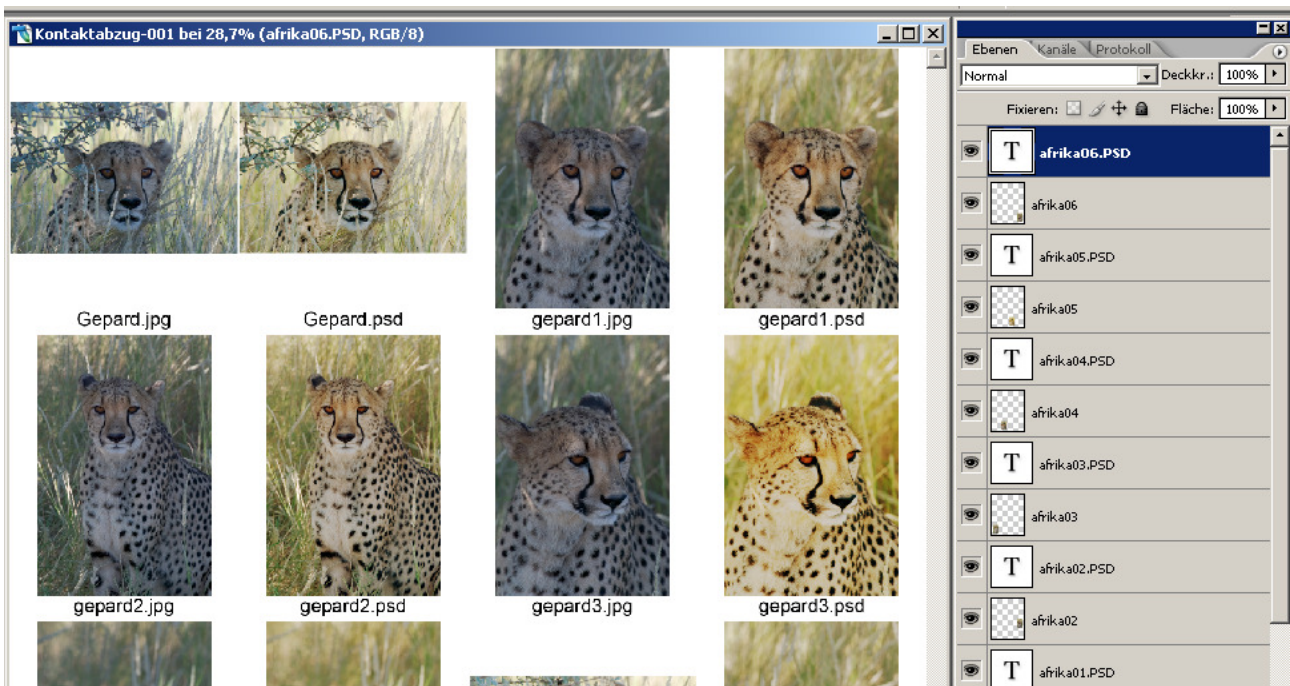 Kontaktabzug-001 bei 28,7% (afrika06.PSD, RGB/8)
Gepard.jpg
Gepard.psd
gepard1.jpg
gepard1.psd
gepard2.jpg
gepard2.psd
gepard3.jpg
gepard3.psd
Ebenen Kanäle Protokoll
Normal Deckkr.: 100%
Fixieren: Fläche: 100%
T afrika06.PSD
afrika06
T afrika05.PSD
afrika05
T afrika04.PSD
afrika04
T afrika03.PSD
afrika03
T afrika02.PSD
afrika02
T afrika01.PSD